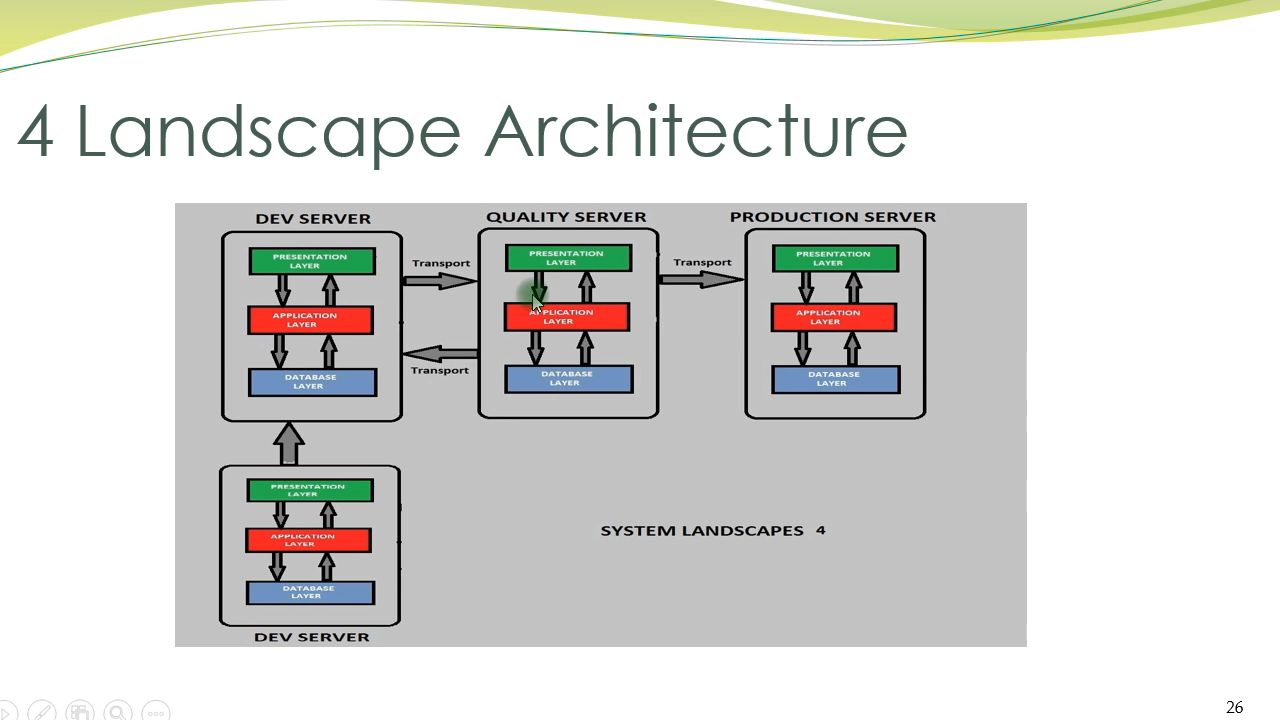 4 Landscape Architecture
DEV SERVER
PRESENTATION
LAYER
APPLICATION
LAYER
DATABASE
LAYER
Transport
Transport
QUALITY SERVER
PRESENTATION
LAYER
APPLICATION
LAYER
DATABASE
LAYER
Transport
PRODUCTION SERVER
PRESENTATION
LAYER
APPLICATION
LAYER
DATABASE
LAYER
PRESENTATION
LAYER
APPLICATION
LAYER
DATABASE
LAYER
DEV SERVER
SYSTEM LANDSCAPES 4
26